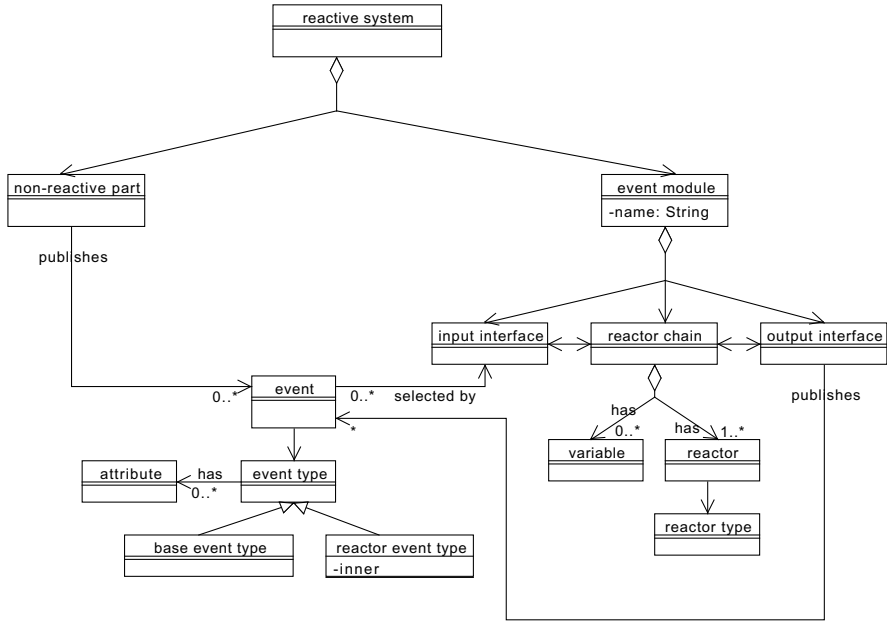 reactive system
non-reactive part
event module
-name: String
publishes
input interface
reactor chain
output interface
event
0..*
0..*
selected by
*
publishes
has
0..*
has
1..*
variable
reactor
attribute
has
0..*
event type
reactor type
base event type
reactor event type
-inner